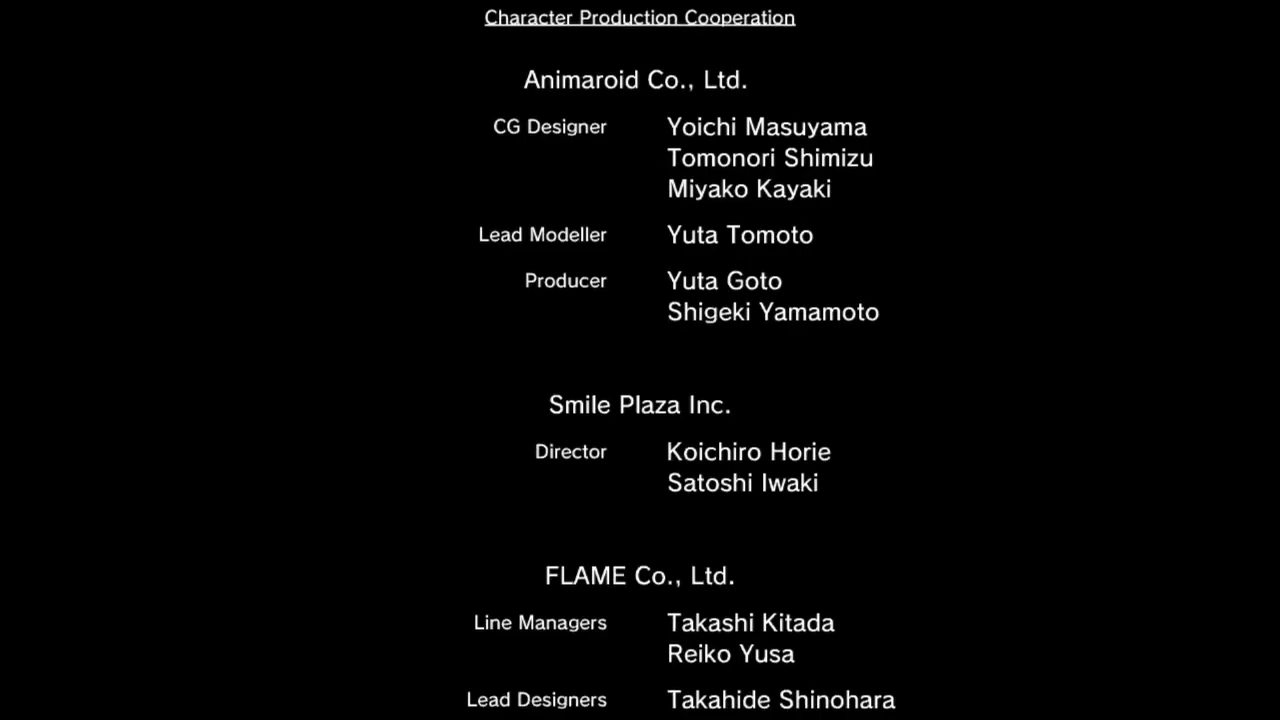 Character Production Cooperation
Animaroid Co., Ltd.
CG Designer Yoichi Masuyama
Tomonori Shimizu
Miyako Kayaki
Lead Modeller Yuta Tomoto
Producer Yuta Goto
Shigeki Yamamoto
Smile Plaza Inc.
Director Koichiro Horie
Satoshi Iwaki
FLAME Co., Ltd.
Line Managers Takashi Kitada
Reiko Yusa
Lead Designers Takahide Shinohara